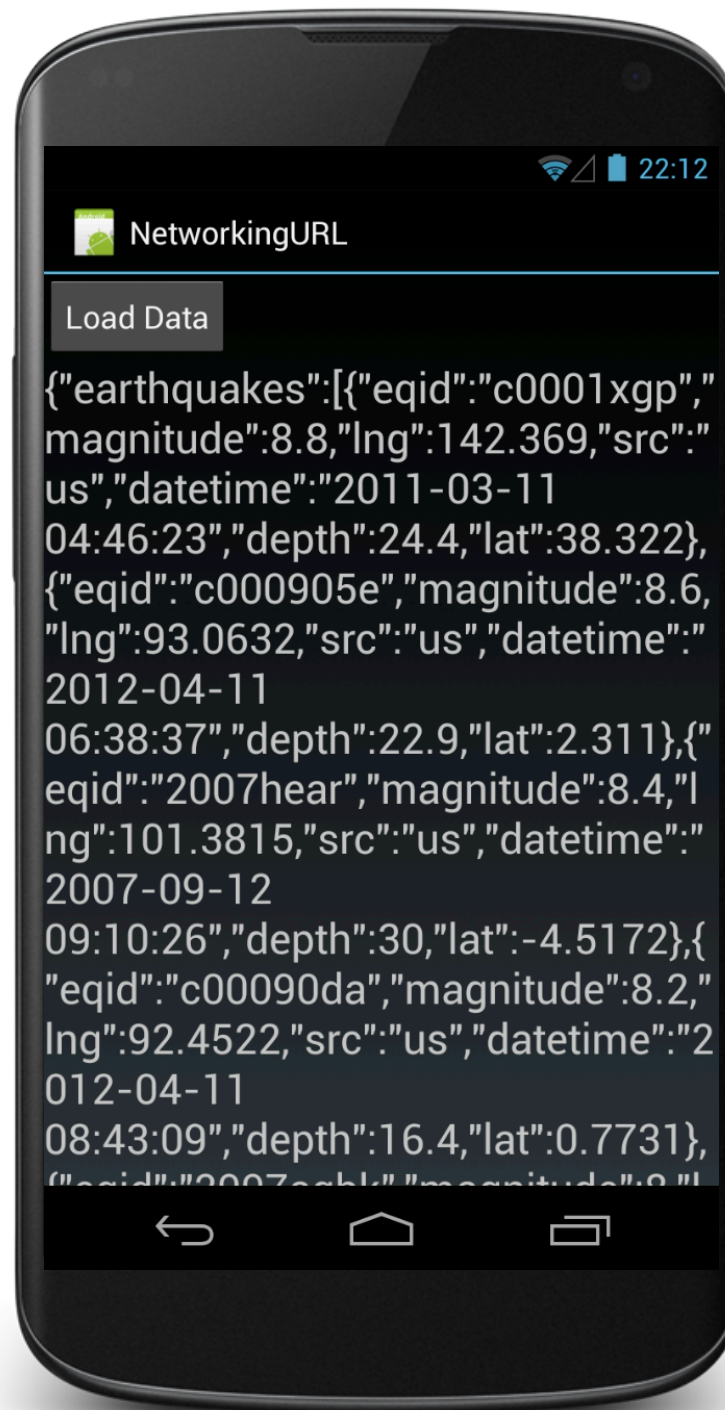 22:12
NetworkingURL
Load Data
{"earthquakes":[{"eqid":"c0001xgp","
magnitude":8.8,"lng":142.369,"src":"
us","datetime":"2011-03-11
04:46:23","depth":24.4,"lat":38.322},
{"eqid":"c000905e","magnitude":8.6,
"lng":93.0632,"src":"us","datetime":"
2012-04-11
06:38:37","depth":22.9,"lat":2.311},{"
eqid":"2007hear","magnitude":8.4,"l
ng":101.3815,"src":"us","datetime":"
2007-09-12
09:10:26","depth":30,"lat":-4.5172},{
"eqid":"c00090da","magnitude":8.2,"
lng":92.4522,"src":"us","datetime":"2
012-04-11
08:43:09","depth":16.4,"lat":0.7731},
{"eqid":"2007aqbk","magnitude":8,"l